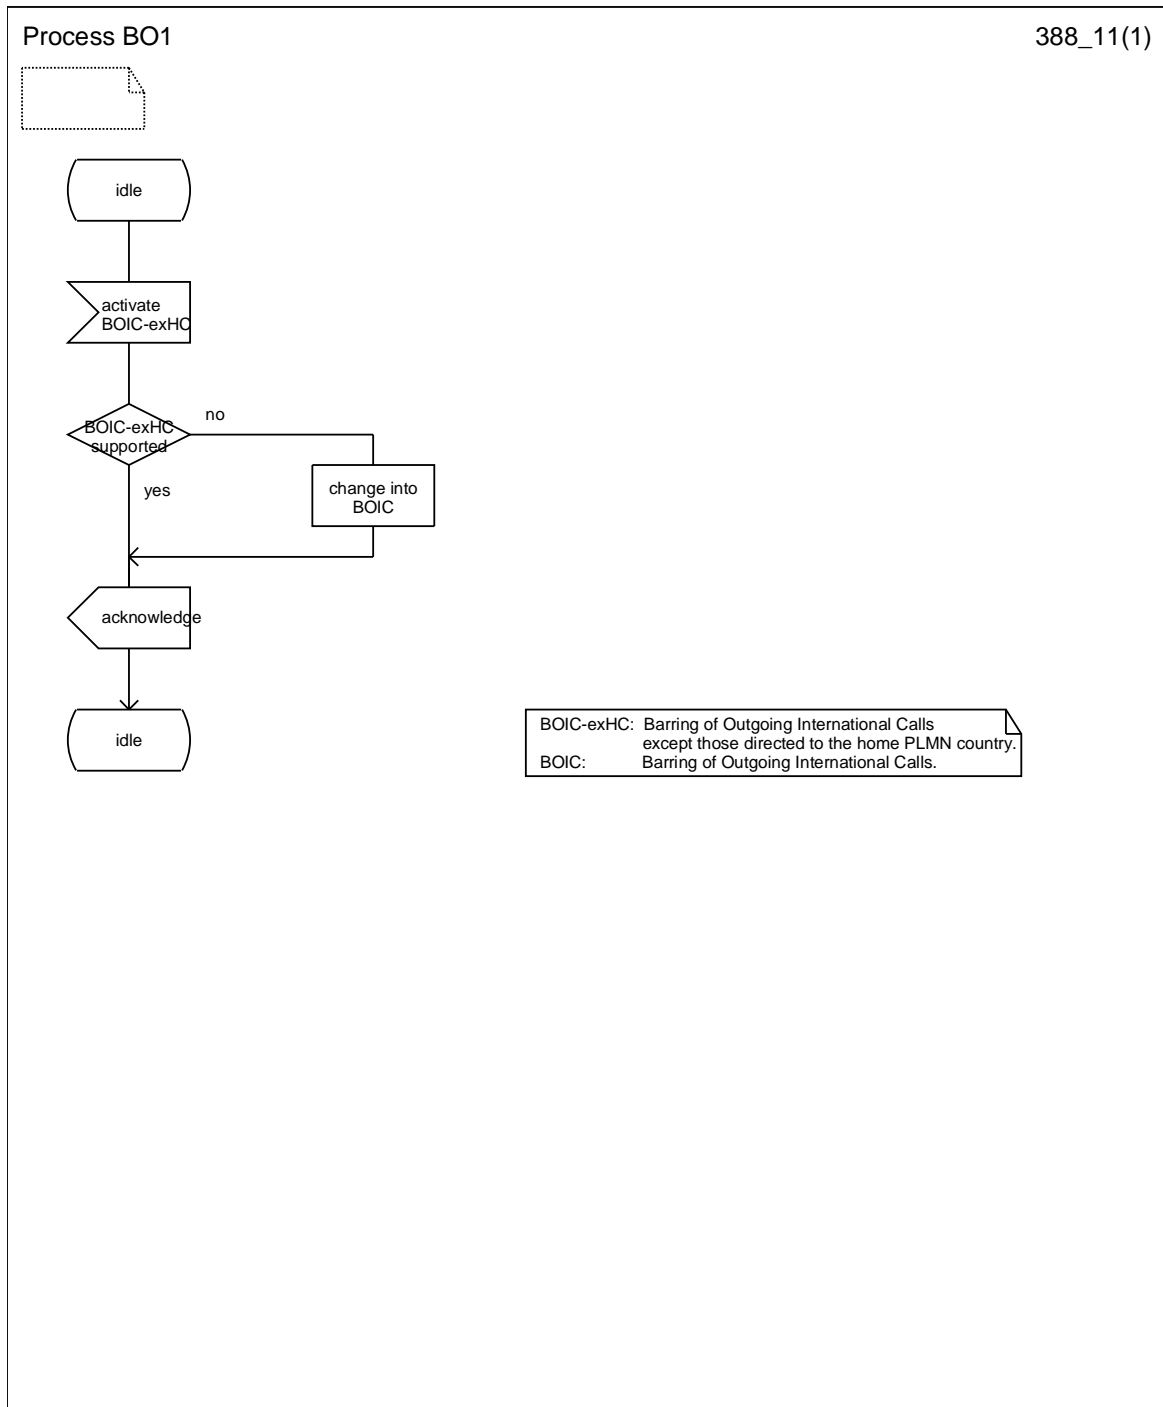 Process BO1
388_11(1)
idle
activate
BOIC-exHC
BOIC-exHC
supported
no
yes
change into
BOIC
acknowledge
idle
BOIC-exHC: Barring of Outgoing International Calls
except those directed to the home PLMN country.
BOIC: Barring of Outgoing International Calls.